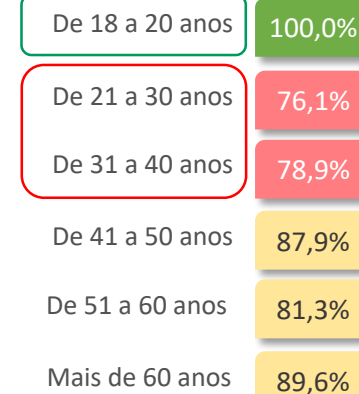 De 18 a 20 anos 100,0%
De 21 a 30 anos 76,1%
De 31 a 40 anos 78,9%
De 41 a 50 anos 87,9%
De 51 a 60 anos 81,3%
Mais de 60 anos 89,6%